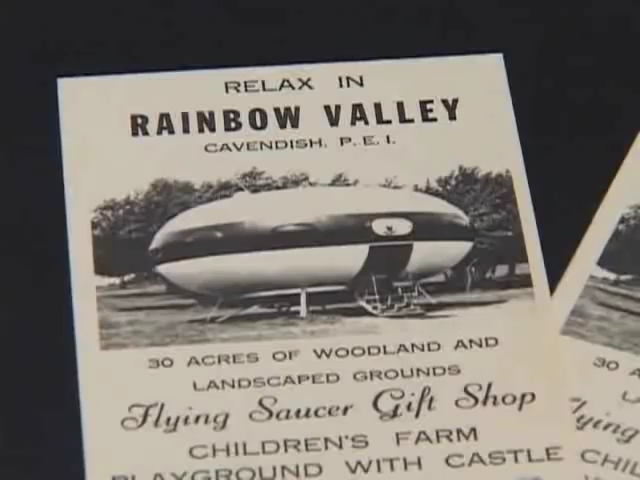 RELAX IN
RAINBOW VALLEY
CAVENDISH, P.E.I.
30 ACRES OF WOODLAND AND
LANDSCAPED GROUNDS
Flying Saucer Gift Shop
CHILDREN'S FARM
PLAYGROUND WITH CASTLE
30 A
L
Flying
CHIL